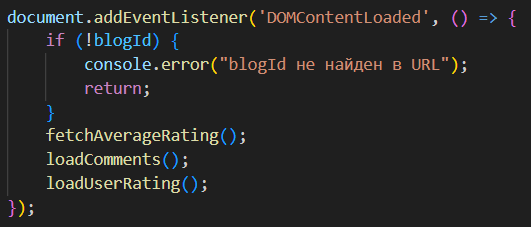 document.addEventListener('DOMContentLoaded', () => {
    if (!blogId) {
        console.error("blogId не найден в URL");
        return;
    }
    fetchAverageRating();
    loadComments();
    loadUserRating();
});